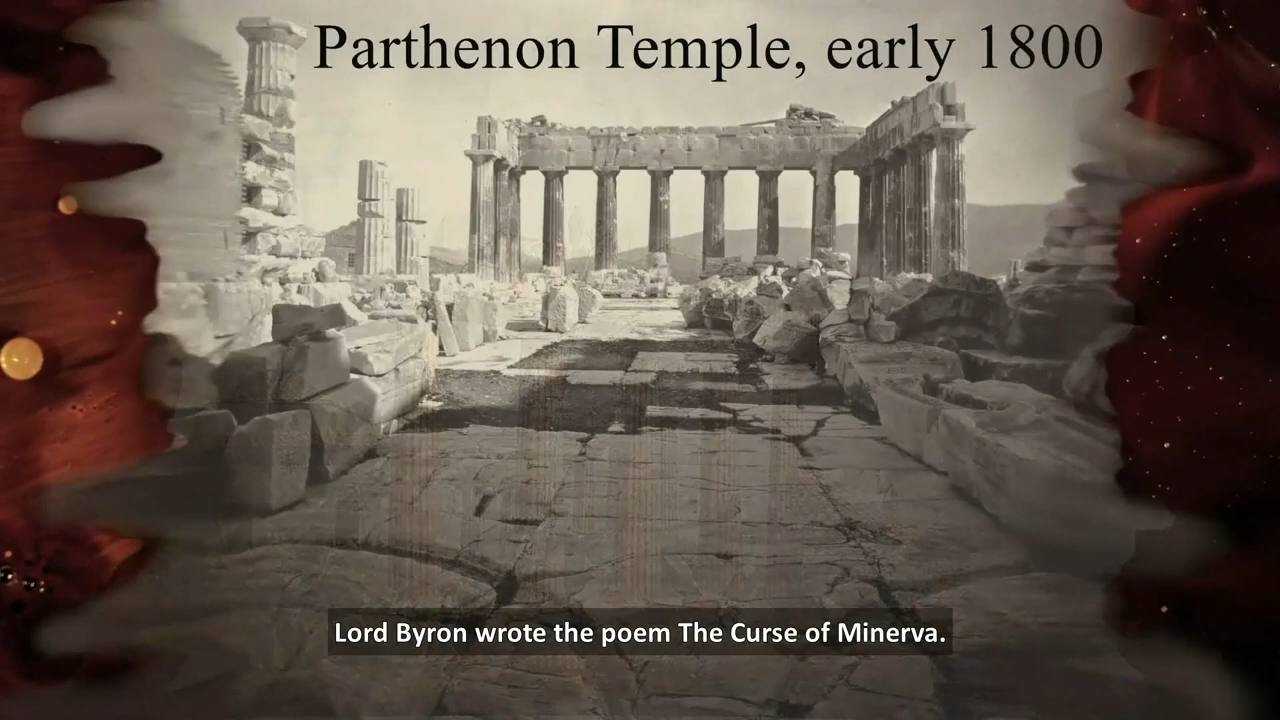 Parthenon Temple, early 1800
Lord Byron wrote the poem The Curse of Minerva.